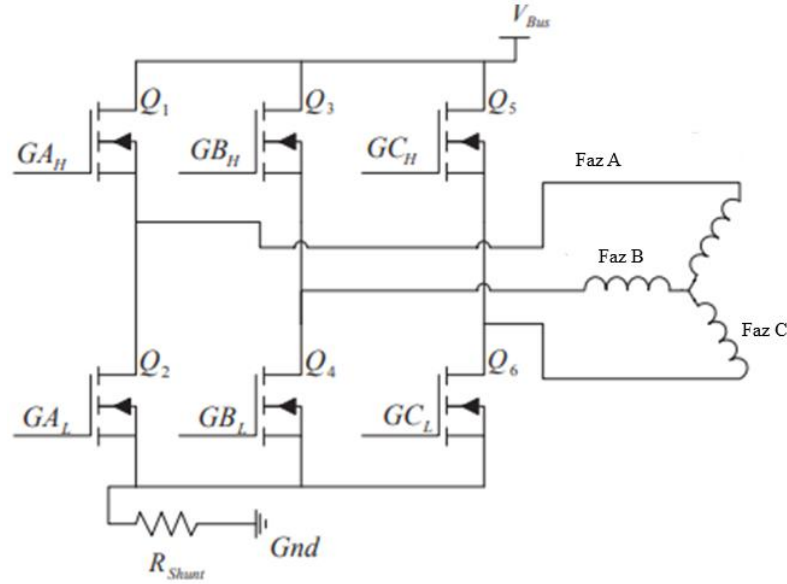 V_Bus
Q_1
Q_3
Q_5
GA_H
GB_H
GC_H
Faz A
Faz B
Faz C
Q_2
Q_4
Q_6
GA_L
GB_L
GC_L
R_Shunt
Gnd